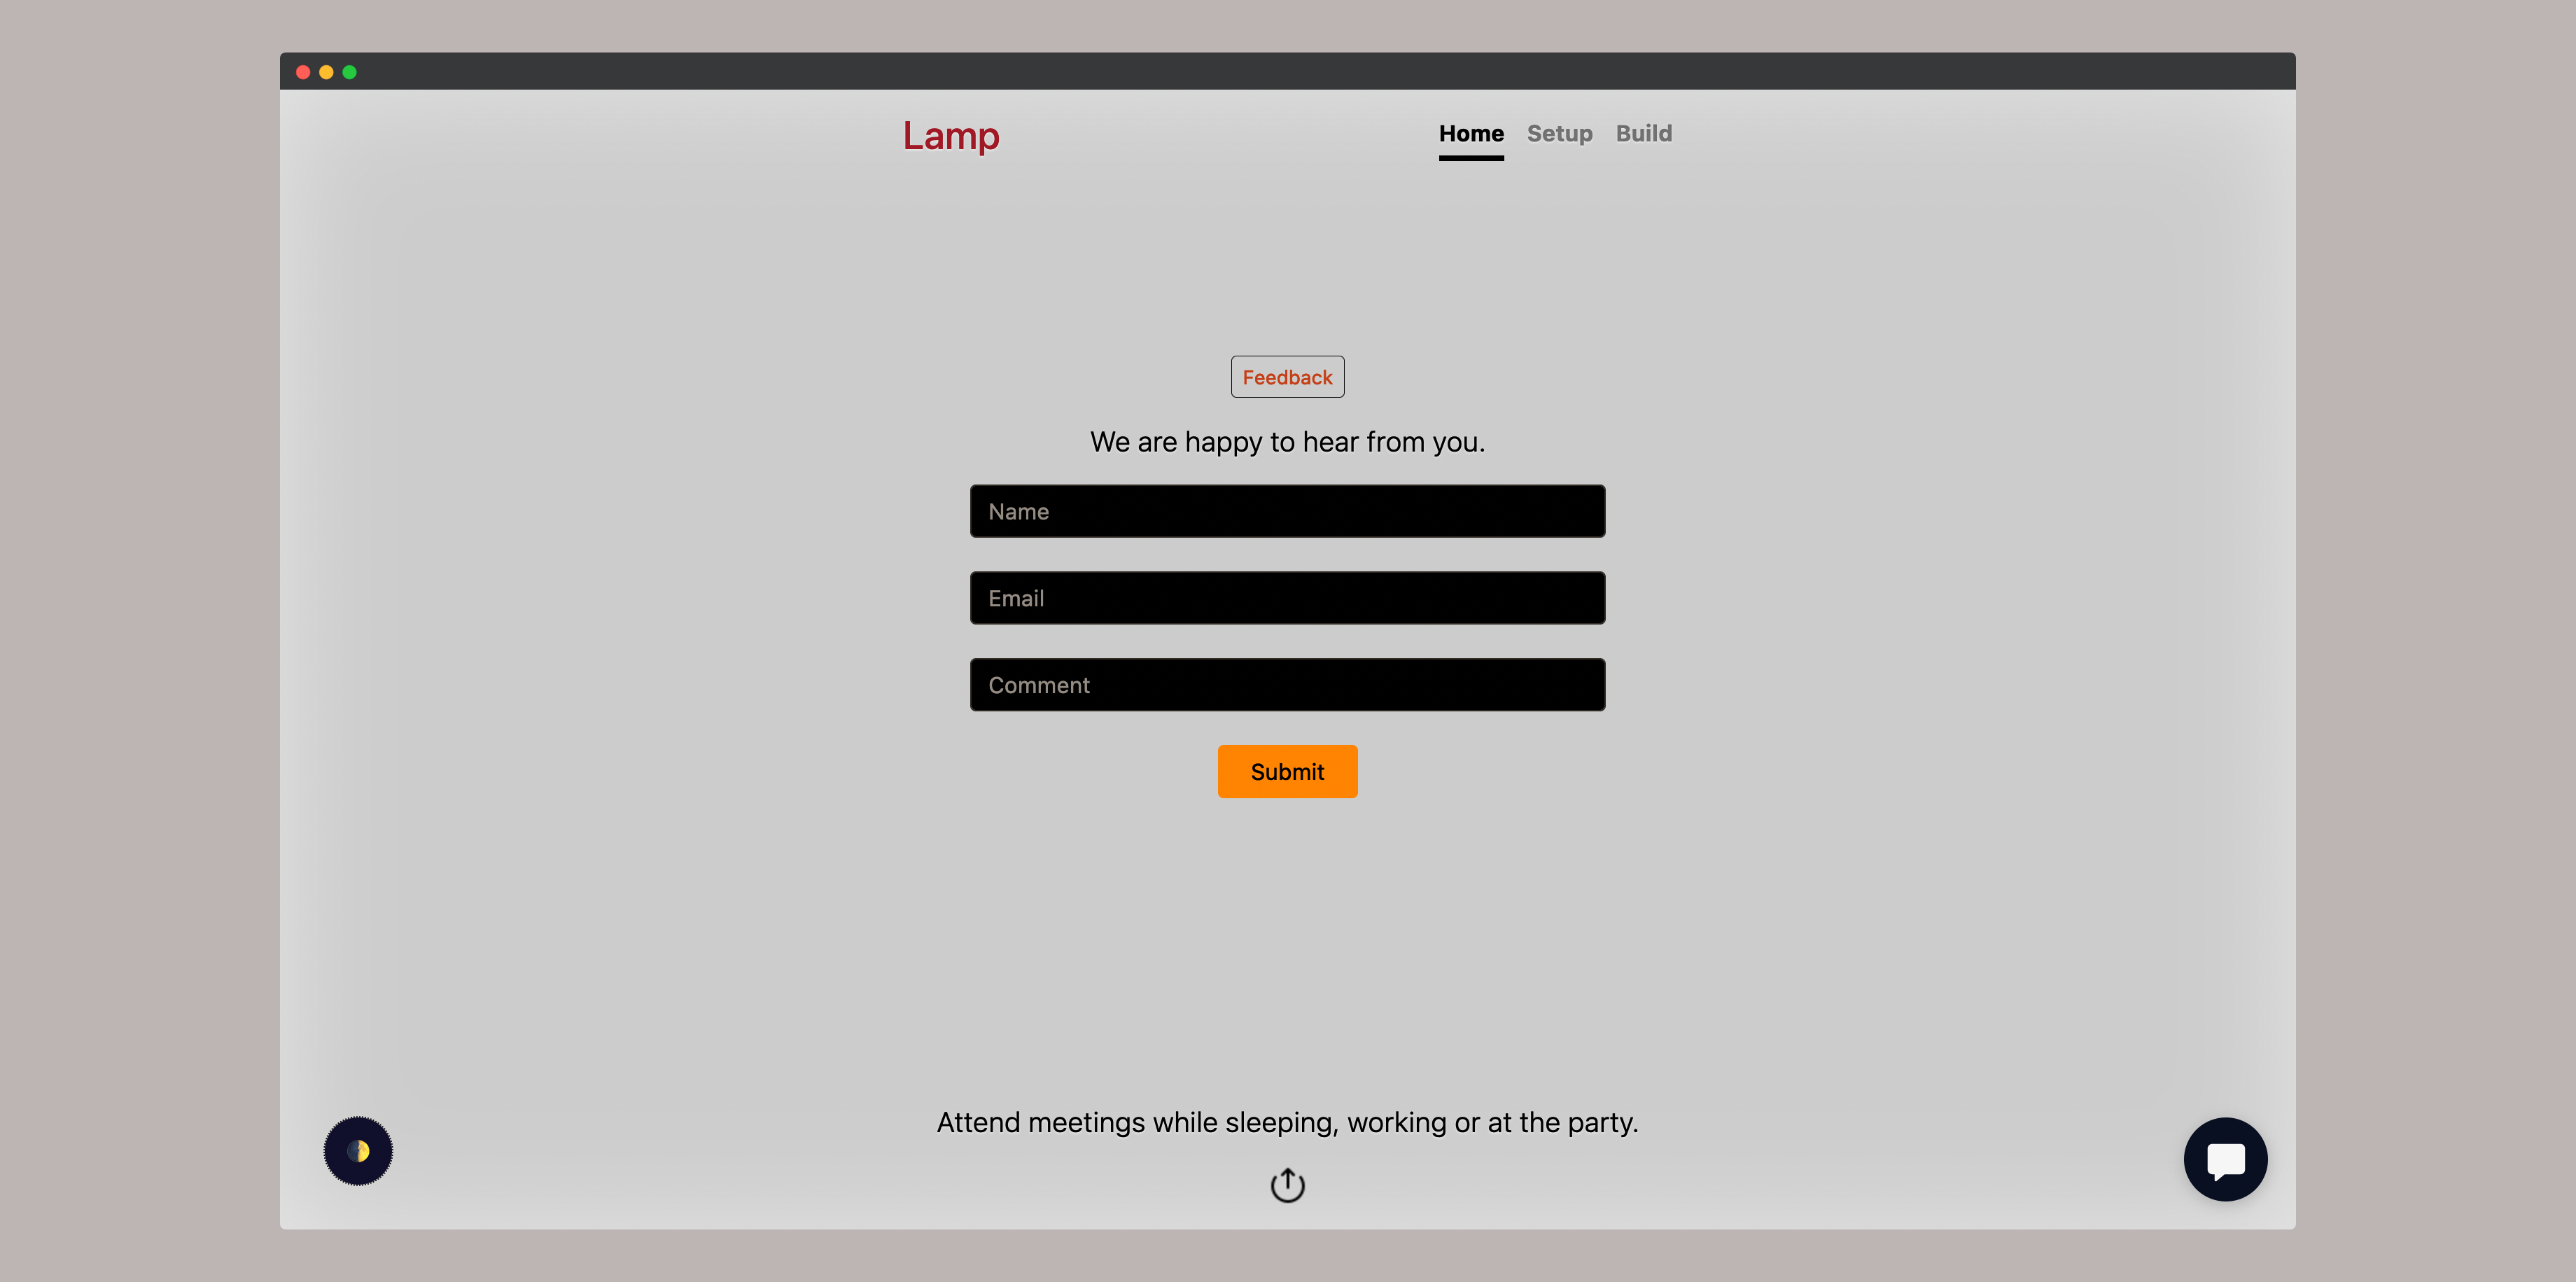 Lamp
Home Setup Build
Feedback
We are happy to hear from you.
Name
Email
Comment
Submit
Attend meetings while sleeping, working or at the party.